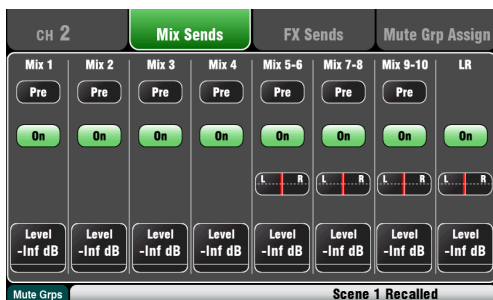 CH 2 Mix Sends FX Sends Mute Grp Assign
Mix 1 Mix 2 Mix 3 Mix 4 Mix 5-6 Mix 7-8 Mix 9-10 LR
Pre Pre Pre Pre Pre Pre Pre
On On On On On On On On
L R L R L R L R
Level Level Level Level Level Level Level Level
-Inf dB -Inf dB -Inf dB -Inf dB -Inf dB -Inf dB -Inf dB -Inf dB
Mute Grps Scene 1 Recalled